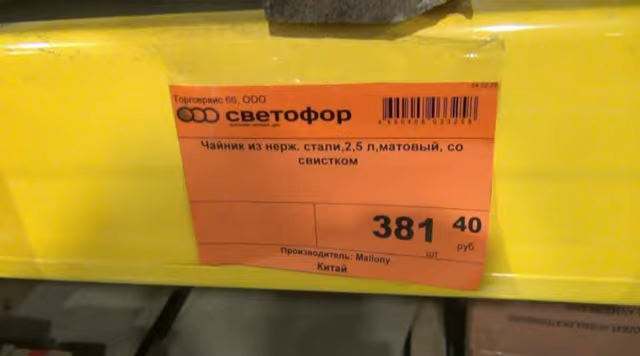 Торгсервис 66, ООО
светофор
Чайник из нерж. стали,2,5 л,матовый, со
свистком
381 40
шт руб
Производитель: Mallony
Китай